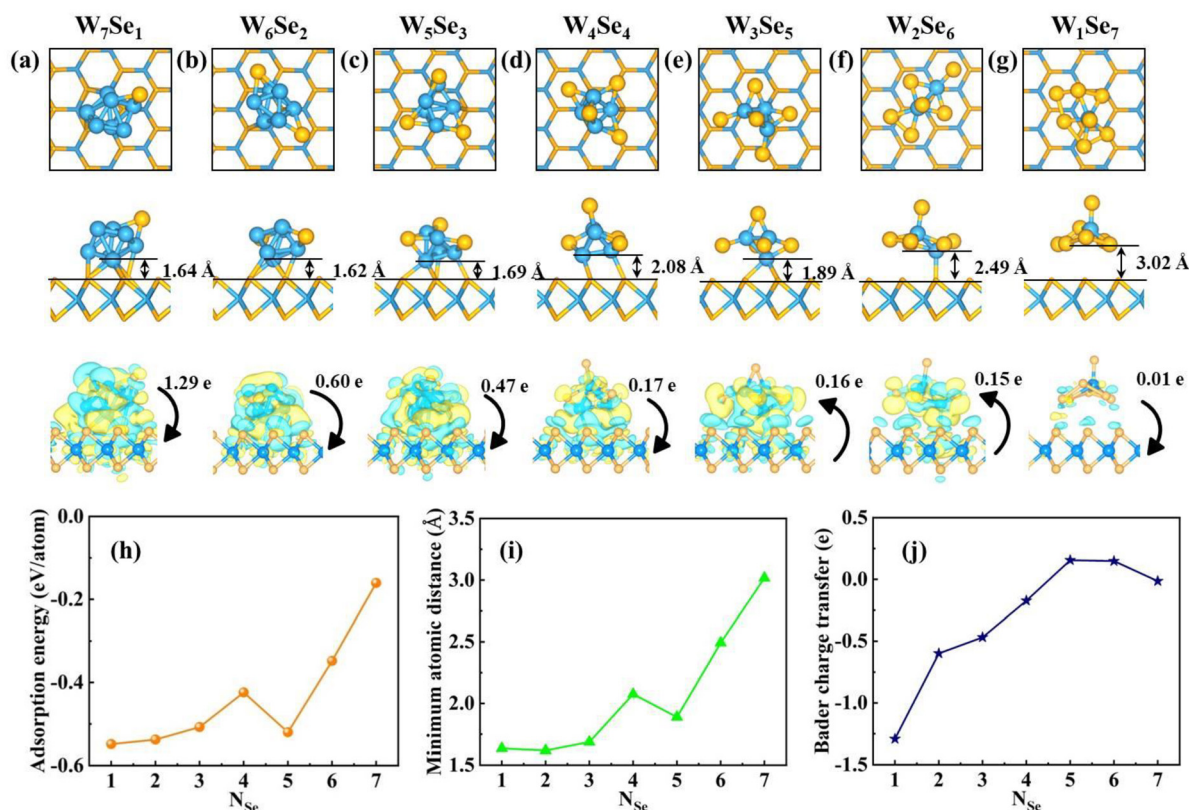 W7Se1 W6Se2 W5Se3 W4Se4 W3Se5 W2Se6 W1Se7
(a) (b) (c) (d) (e) (f) (g)
1.64 Å 1.62 Å 1.69 Å 2.08 Å 1.89 Å 2.49 Å 3.02 Å
1.29 e 0.60 e 0.47 e 0.17 e 0.16 e 0.15 e 0.01 e
(h)
Adsorption energy (eV/atom)
0.0
-0.2
-0.4
-0.6
1 2 3 4 5 6 7
NSe
(i)
Minimum atomic distance (Å)
3.5
3.0
2.5
2.0
1.5
1 2 3 4 5 6 7
NSe
(j)
Bader charge transfer (e)
0.5
0.0
-0.5
-1.0
-1.5
1 2 3 4 5 6 7
NSe